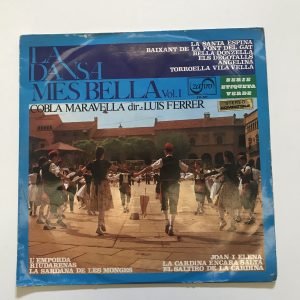 LA SANTA ESPINA
BAIXANT DE LA FONT DEL GAT
BELLA DONZELLA
ELS DEGOTALLS
ANGELINA
TORROELLA VILA VELLA
LA
DANSA
MES BELLA Vol.1
zafiro
SERIE
ETIQUETA
VERDE
COBLA MARAVELLA dir.: LUIS FERRER
STEREO
L'EMPORDA
RIUDARENAS
LA SARDANA DE LES MONGES
JOAN I ELENA
LA CARDINA ENCARA SALTA
EL SALTIRO DE LA CARDINA